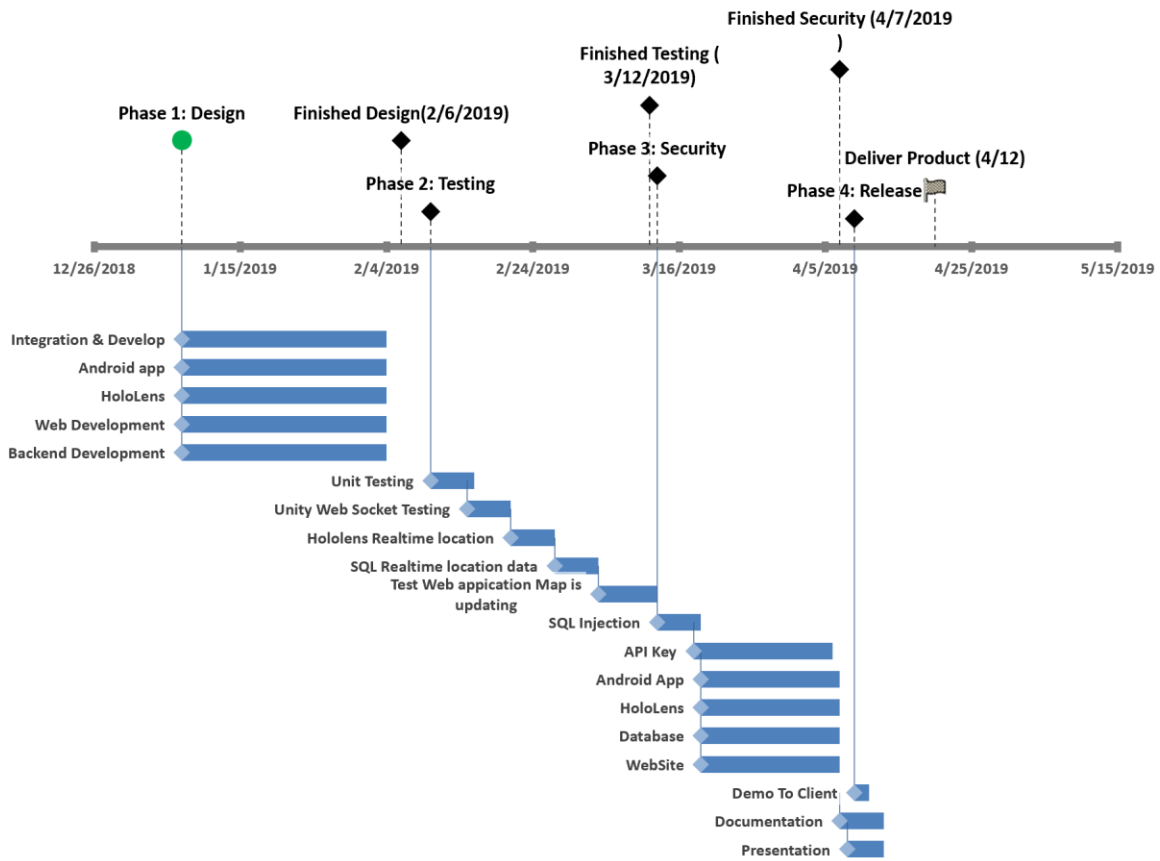 Finished Security (4/7/2019
)
Finished Testing (
3/12/2019)
Phase 1: Design
Finished Design(2/6/2019)
Phase 3: Security
Deliver Product (4/12)
Phase 2: Testing
Phase 4: Release
12/26/2018
1/15/2019
2/4/2019
2/24/2019
3/16/2019
4/5/2019
4/25/2019
5/15/2019
Integration & Develop
Android app
HoloLens
Web Development
Backend Development
Unit Testing
Unity Web Socket Testing
Hololens Realtime location
SQL Realtime location data
Test Web appication Map is
updating
SQL Injection
API Key
Android App
HoloLens
Database
WebSite
Demo To Client
Documentation
Presentation